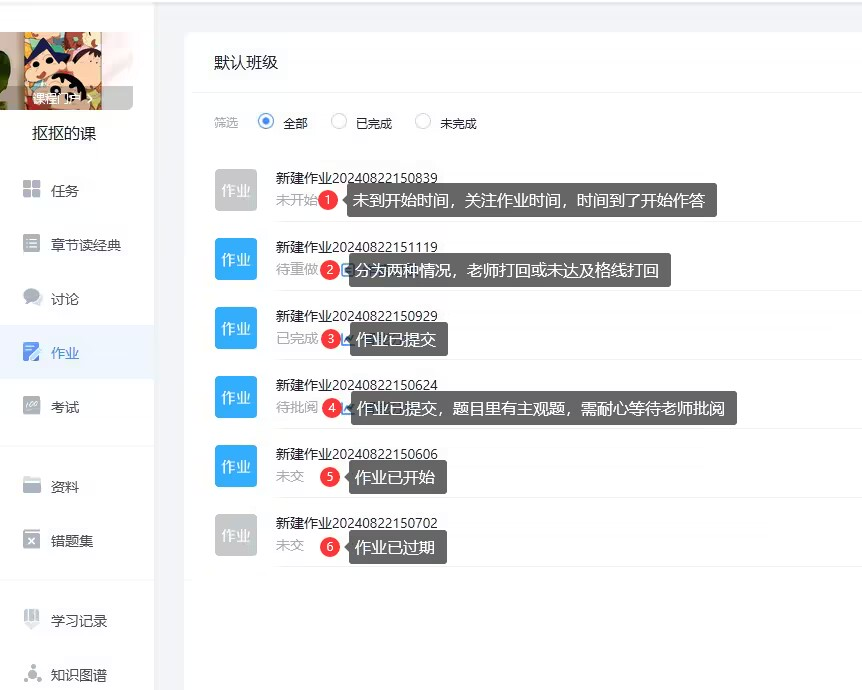 课程门户 >
抠抠的课
任务
章节读经典
讨论
作业
考试
资料
错题集
学习记录
知识图谱
默认班级
筛选 全部 已完成 未完成
作业 新建作业20240822150839
未开始 1 未到开始时间，关注作业时间，时间到了开始作答
作业 新建作业20240822151119
待重做 2 分为两种情况，老师打回或未达及格线打回
作业 新建作业20240822150929
已完成 3 作业已提交
作业 新建作业20240822150624
待批阅 4 作业已提交，题目里有主观题，需耐心等待老师批阅
作业 新建作业20240822150606
未交 5 作业已开始
作业 新建作业20240822150702
未交 6 作业已过期